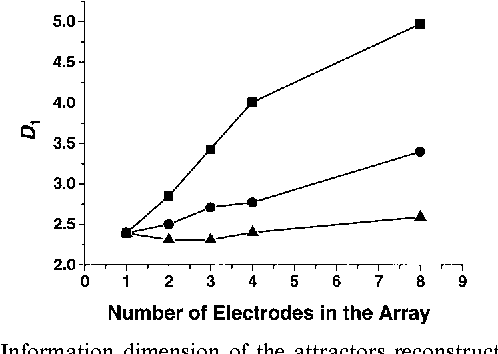 5.0
4.5
4.0
3.5
3.0
2.5
2.0
D1
0 1 2 3 4 5 6 7 8 9
Number of Electrodes in the Array
Information dimension of the attractors reconstruct